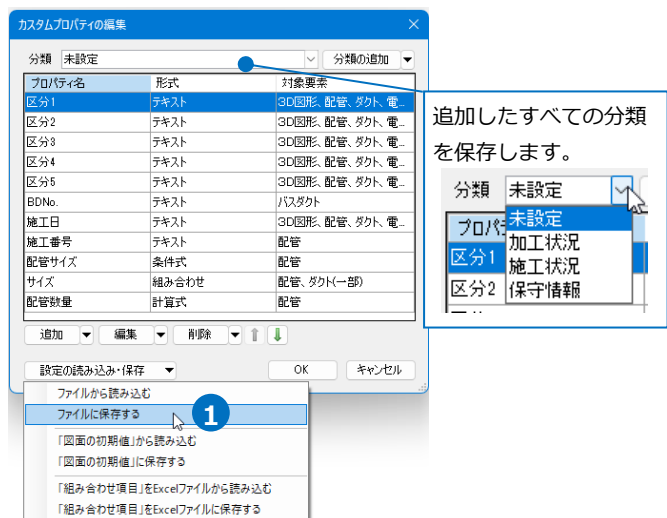 カスタムプロパティの編集
分類 未設定 分類の追加
プロパティ名 形式 対象要素
区分1 テキスト 3D図形、配管、ダクト、電...
区分2 テキスト 3D図形、配管、ダクト、電...
区分3 テキスト 3D図形、配管、ダクト、電...
区分4 テキスト 3D図形、配管、ダクト、電...
区分5 テキスト 3D図形、配管、ダクト、電...
BDNo. テキスト バスダクト
施工日 テキスト 3D図形、配管、ダクト、電...
施工番号 テキスト 配管
配管サイズ 条件式 配管
サイズ 組み合わせ 配管、ダクト(一部)
配管数量 計算式 配管
追加 編集 削除
設定の読み込み・保存 OK キャンセル
ファイルから読み込む
ファイルに保存する
1
「図面の初期値」から読み込む
「図面の初期値」に保存する
「組み合わせ項目」をExcelファイルから読み込む
「組み合わせ項目」をExcelファイルに保存する
追加したすべての分類
を保存します。
分類 未設定
プロパ 未設定
区分1 加工状況
施工状況
区分2 保守情報